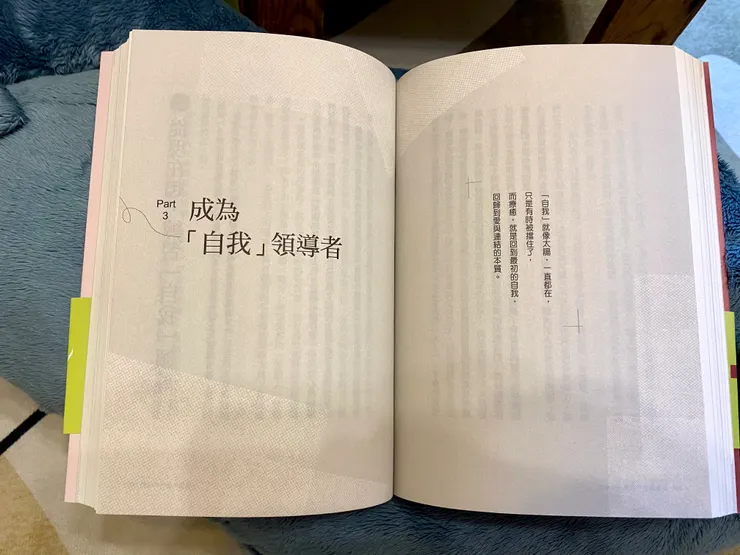 Part
3
成為
「自我」領導者
「自我」就像太陽，一直都在，
只是有時被擋住了，
而療癒，就是回到最初的自我，
回歸到愛與連結的本質。